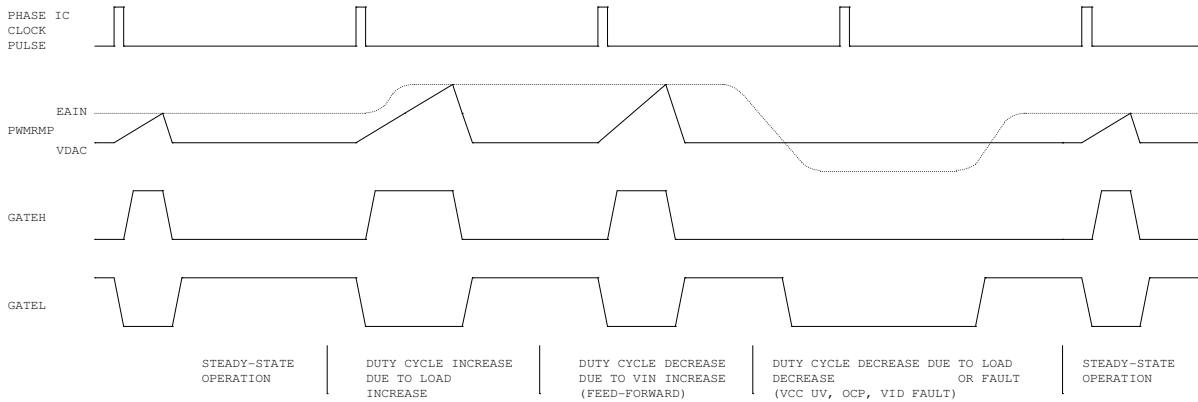 PHASE IC
CLOCK
PULSE
EAIN
PWMRMP
VDAC
GATEH
GATEL
STEADY-STATE
OPERATION
DUTY CYCLE INCREASE
DUE TO LOAD
INCREASE
DUTY CYCLE DECREASE
DUE TO VIN INCREASE
(FEED-FORWARD)
DUTY CYCLE DECREASE DUE TO LOAD
DECREASE OR FAULT
(VCC UV, OCP, VID FAULT)
STEADY-STATE
OPERATION